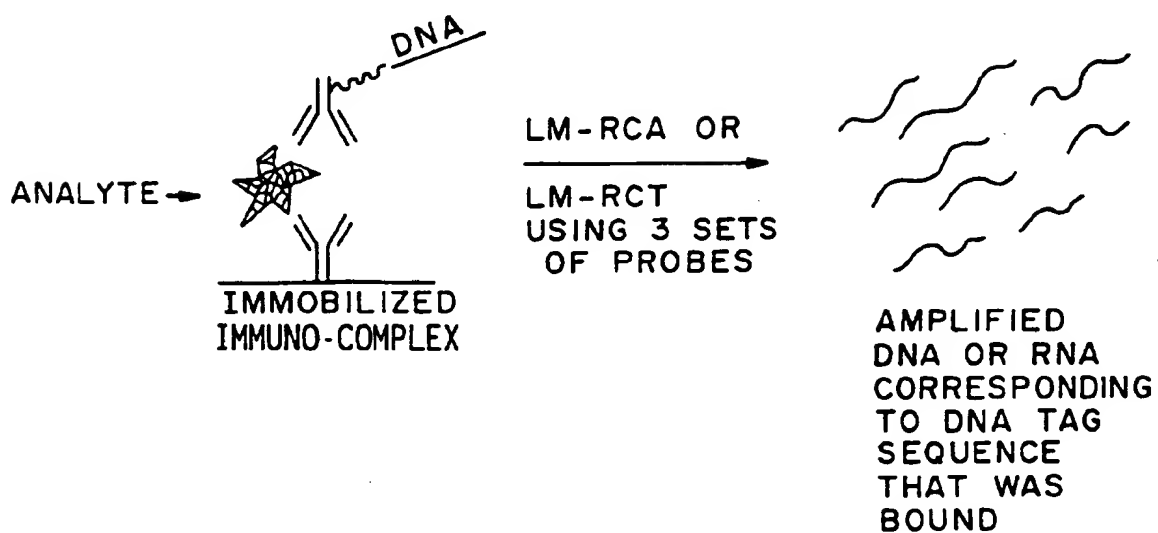 DNA
ANALYTE
IMMOBILIZED
IMMUNO-COMPLEX
LM-RCA OR
LM-RCT
USING 3 SETS
OF PROBES
AMPLIFIED
DNA OR RNA
CORRESPONDING
TO DNA TAG
SEQUENCE
THAT WAS
BOUND